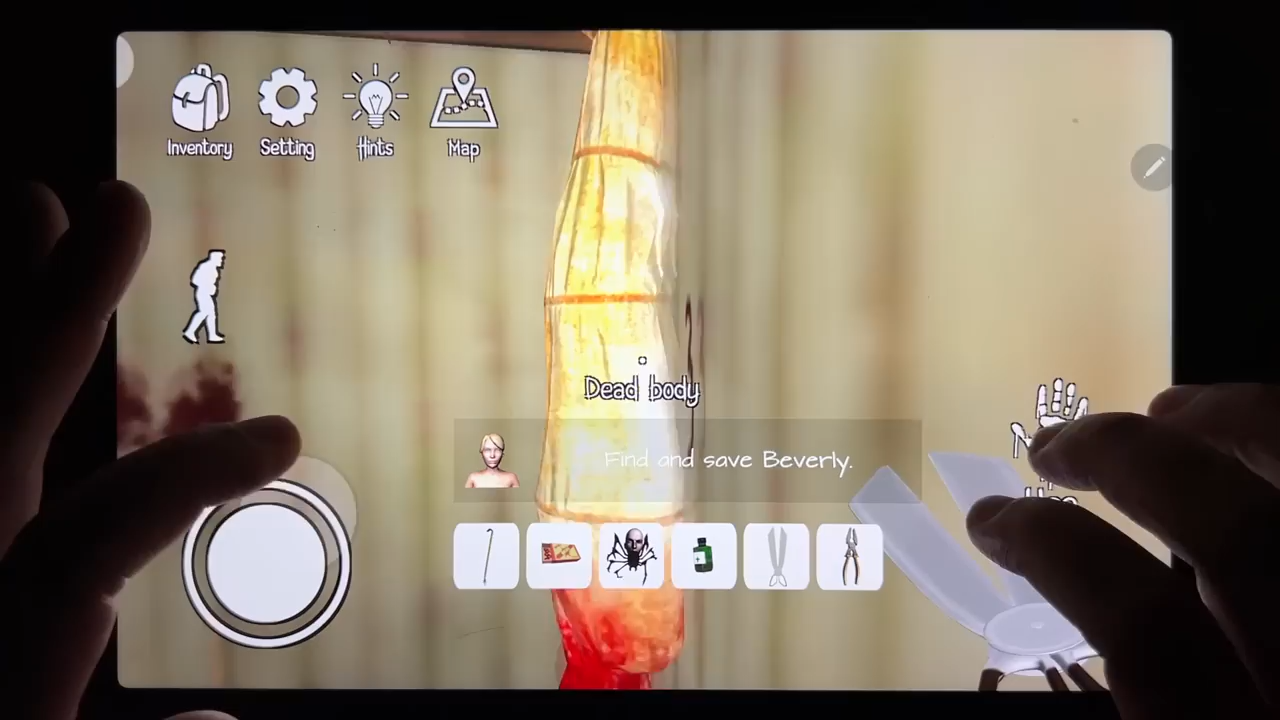 Inventory
Setting
Hints
Map
Dead body
Find and save Beverly.